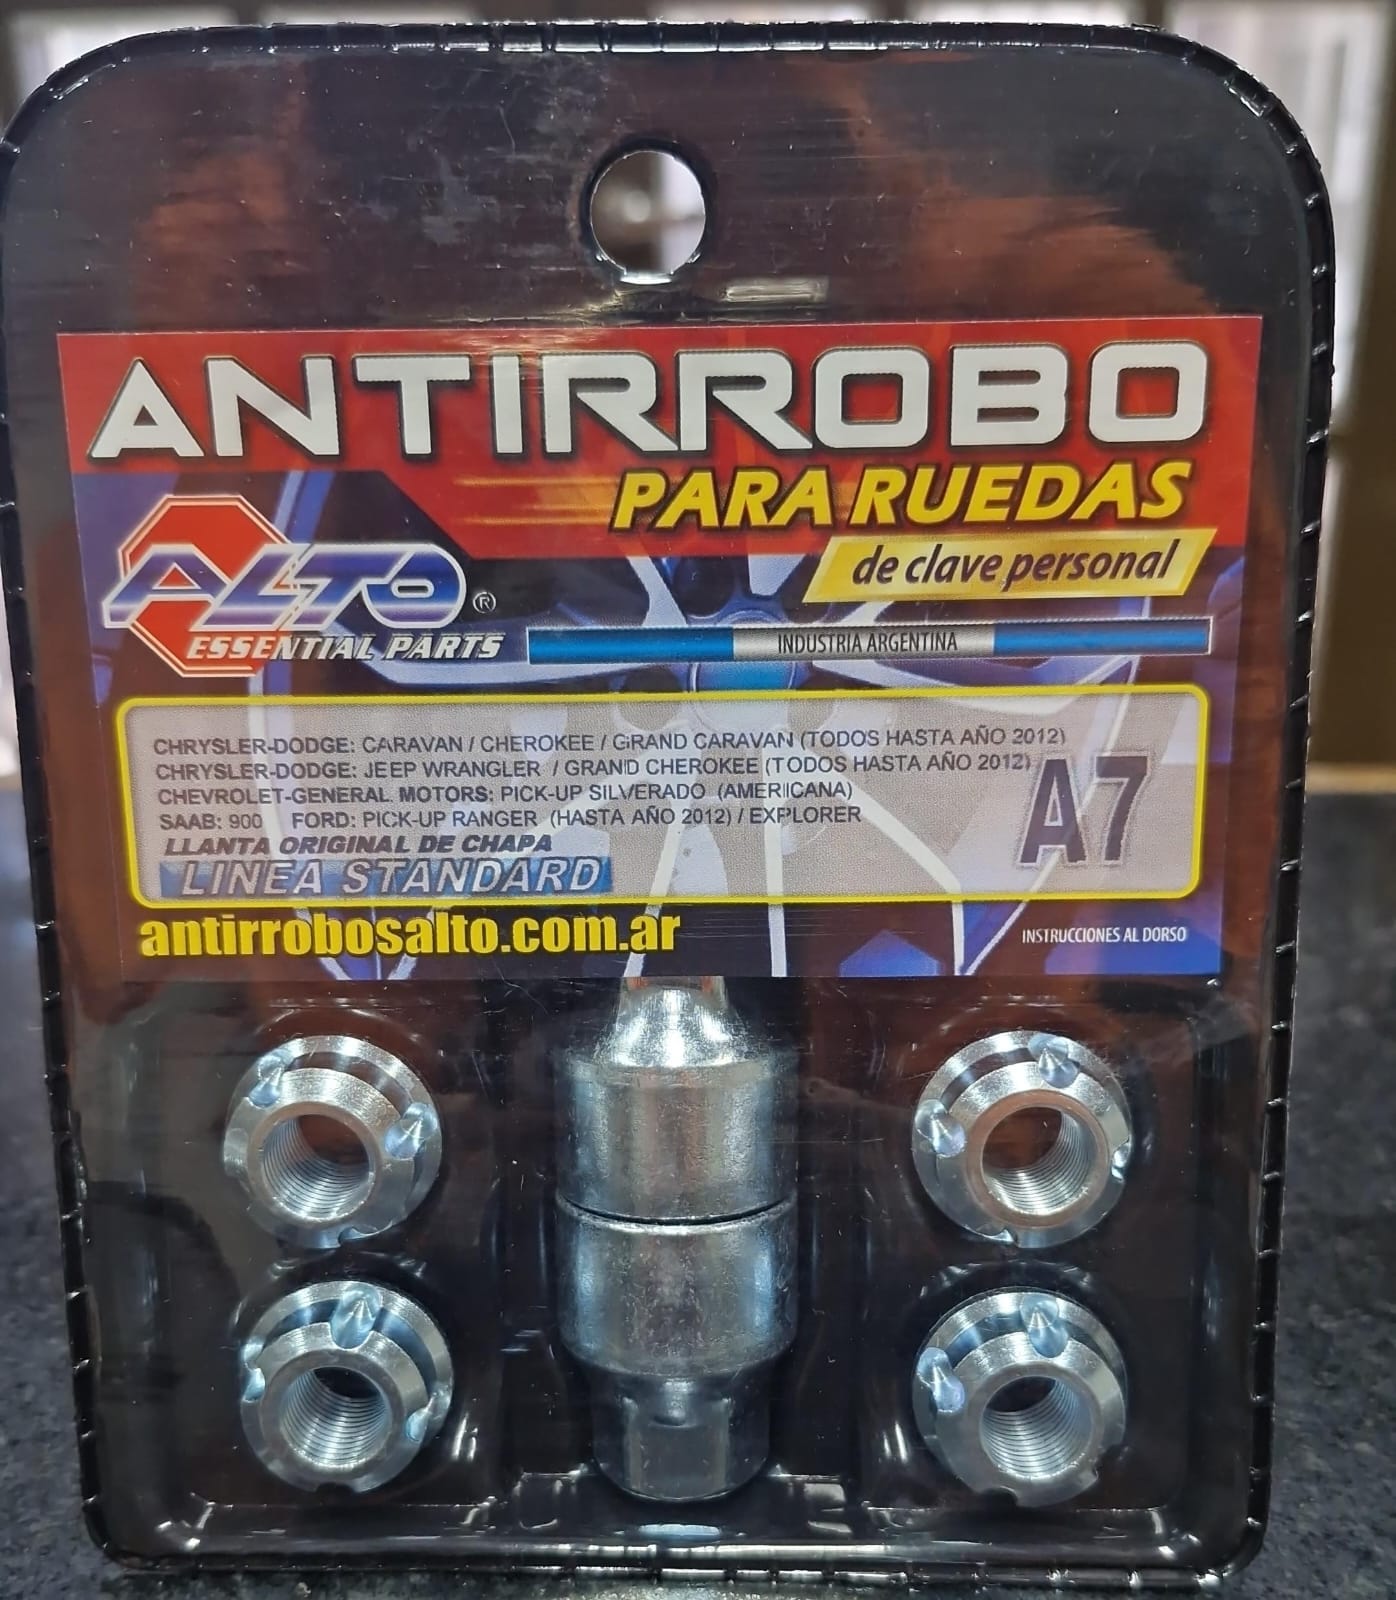 ANTIRROBO
PARA RUEDAS
de clave personal
ALTO ®
ESSENTIAL PARTS
INDUSTRIA ARGENTINA
CHRYSLER-DODGE: CARAVAN / CHEROKEE / GRAND CARAVAN (TODOS HASTA AÑO 2012)
CHRYSLER-DODGE: JEEP WRANGLER / GRAND CHEROKEE (TODOS HASTA AÑO 2012)
CHEVROLET-GENERAL MOTORS: PICK-UP SILVERADO (AMERICANA)
SAAB: 900 FORD: PICK-UP RANGER (HASTA AÑO 2012) / EXPLORER
LLANTA ORIGINAL DE CHAPA
LINEA STANDARD
A7
antirrobosalto.com.ar
INSTRUCCIONES AL DORSO